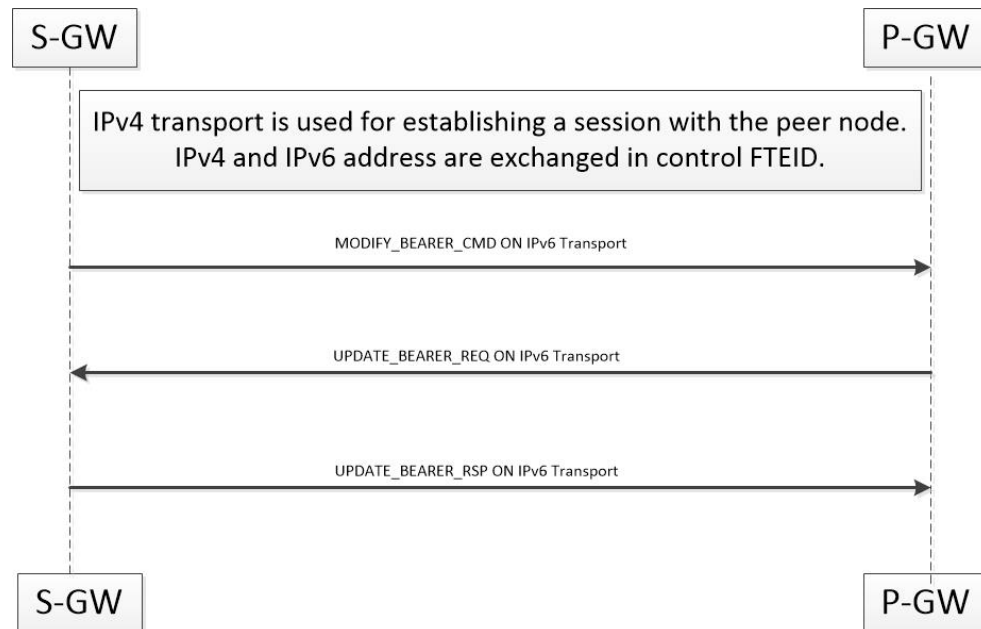 S-GW
P-GW
IPv4 transport is used for establishing a session with the peer node.
IPv4 and IPv6 address are exchanged in control FTEID.
MODIFY_BEARER_CMD ON IPv6 Transport
UPDATE_BEARER_REQ ON IPv6 Transport
UPDATE_BEARER_RSP ON IPv6 Transport
S-GW
P-GW